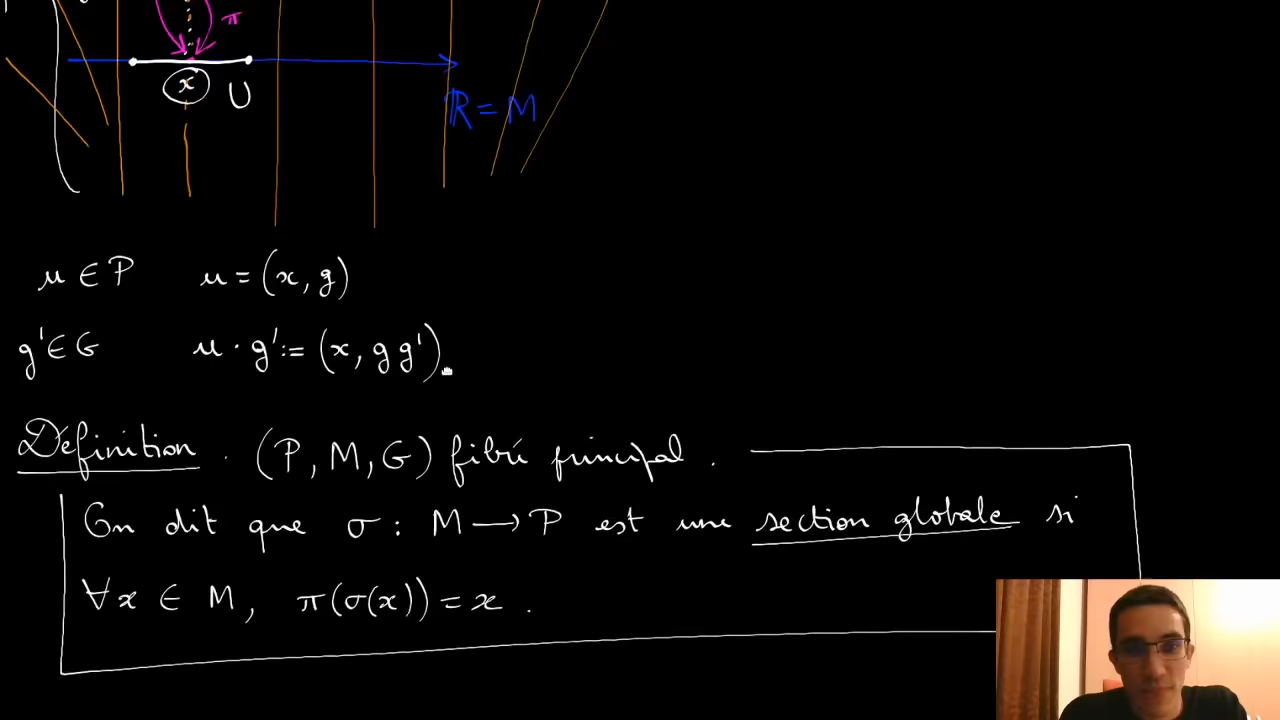 π
x U
ℝ = M
u ∈ P u = (x, g)
g' ∈ G u · g' := (x, g g')
Définition . (P, M, G) fibré principal .
On dit que σ : M → P est une section globale si
∀x ∈ M, π(σ(x)) = x .